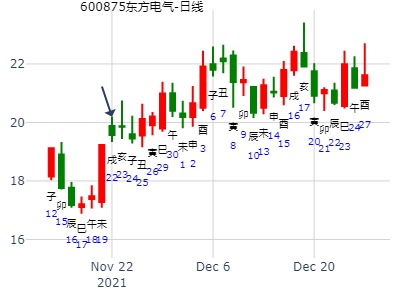 600875东方电气-日线
22
20
18
16
子
12
卯
15
辰
16
巳
17
午
18
未
19
戌
22
亥
23
子
24
丑
25
寅
26
巳
29
午
30
未
1
申
2
酉
3
子
6
丑
7
寅
8
卯
9
辰
10
未
13
申
14
酉
15
戌
16
亥
17
寅
20
卯
21
辰
22
巳
23
午
24
酉
27
Nov 22
2021
Dec 6
Dec 20